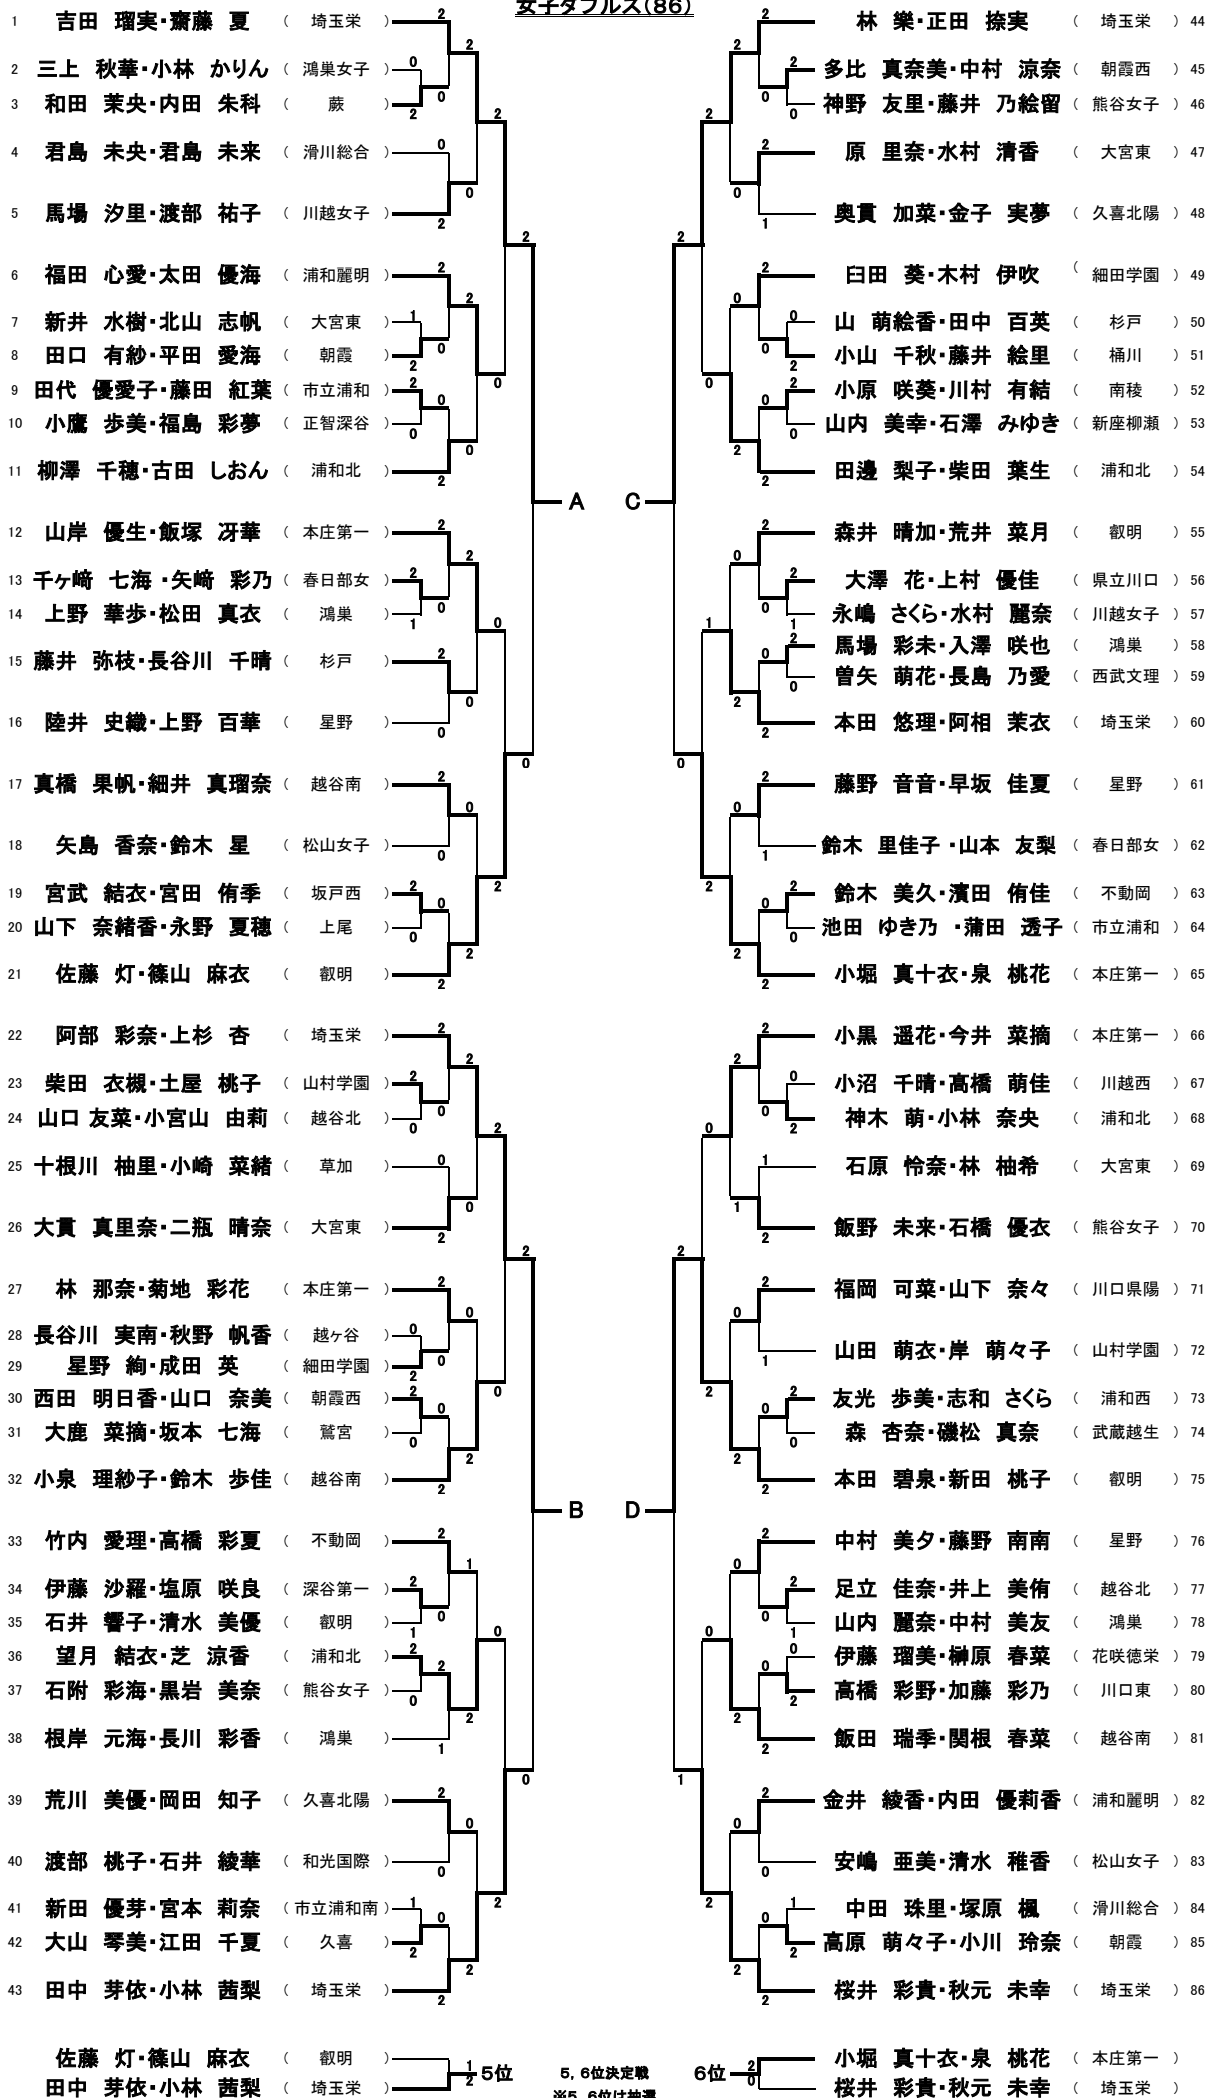 女子ダブルス(86)
1 吉田 瑠実・齋藤 夏 ( 埼玉栄 )
2 三上 秋華・小林 かりん ( 鴻巣女子 )
3 和田 茉央・内田 朱科 ( 蕨 )
4 君島 未央・君島 未来 ( 滑川総合 )
5 馬場 汐里・渡部 祐子 ( 川越女子 )
6 福田 心愛・太田 優海 ( 浦和麗明 )
7 新井 水樹・北山 志帆 ( 大宮東 )
8 田口 有紗・平田 愛海 ( 朝霞 )
9 田代 優愛子・藤田 紅葉 ( 市立浦和 )
10 小鷹 歩美・福島 彩夢 ( 正智深谷 )
11 柳澤 千穂・古田 しおん ( 浦和北 )
12 山岸 優生・飯塚 冴華 ( 本庄第一 )
13 千ヶ﨑 七海・矢﨑 彩乃 ( 春日部女 )
14 上野 華歩・松田 真衣 ( 鴻巣 )
15 藤井 弥枝・長谷川 千晴 ( 杉戸 )
16 陸井 史織・上野 百華 ( 星野 )
17 真橋 果帆・細井 真瑠奈 ( 越谷南 )
18 矢島 香奈・鈴木 星 ( 松山女子 )
19 宮武 結衣・宮田 侑季 ( 坂戸西 )
20 山下 奈緒香・永野 夏穂 ( 上尾 )
21 佐藤 灯・篠山 麻衣 ( 叡明 )
22 阿部 彩奈・上杉 杏 ( 埼玉栄 )
23 柴田 衣槻・土屋 桃子 ( 山村学園 )
24 山口 友菜・小宮山 由莉 ( 越谷北 )
25 十根川 柚里・小崎 菜緒 ( 草加 )
26 大貫 真里奈・二瓶 晴奈 ( 大宮東 )
27 林 那奈・菊地 彩花 ( 本庄第一 )
28 長谷川 実南・秋野 帆香 ( 越ヶ谷 )
29 星野 絢・成田 英 ( 細田学園 )
30 西田 明日香・山口 奈美 ( 朝霞西 )
31 大鹿 菜摘・坂本 七海 ( 鷲宮 )
32 小泉 理紗子・鈴木 歩佳 ( 越谷南 )
33 竹内 愛理・高橋 彩夏 ( 不動岡 )
34 伊藤 沙羅・塩原 咲良 ( 深谷第一 )
35 石井 響子・清水 美優 ( 叡明 )
36 望月 結衣・芝 涼香 ( 浦和北 )
37 石附 彩海・黒岩 美奈 ( 熊谷女子 )
38 根岸 元海・長川 彩香 ( 鴻巣 )
39 荒川 美優・岡田 知子 ( 久喜北陽 )
40 渡部 桃子・石井 綾華 ( 和光国際 )
41 新田 優芽・宮本 莉奈 ( 市立浦和南 )
42 大山 琴美・江田 千夏 ( 久喜 )
43 田中 芽依・小林 茜梨 ( 埼玉栄 )
A C
B D
林 樂・正田 捺実 ( 埼玉栄 ) 44
多比 真奈美・中村 涼奈 ( 朝霞西 ) 45
神野 友里・藤井 乃絵留 ( 熊谷女子 ) 46
原 里奈・水村 清香 ( 大宮東 ) 47
奥貫 加菜・金子 実夢 ( 久喜北陽 ) 48
臼田 葵・木村 伊吹 ( 細田学園 ) 49
山 萌絵香・田中 百英 ( 杉戸 ) 50
小山 千秋・藤井 絵里 ( 桶川 ) 51
小原 咲葵・川村 有結 ( 南稜 ) 52
山内 美幸・石澤 みゆき ( 新座柳瀬 ) 53
田邊 梨子・柴田 葉生 ( 浦和北 ) 54
森井 晴加・荒井 菜月 ( 叡明 ) 55
大澤 花・上村 優佳 ( 県立川口 ) 56
永嶋 さくら・水村 麗奈 ( 川越女子 ) 57
馬場 彩未・入澤 咲也 ( 鴻巣 ) 58
曽矢 萌花・長島 乃愛 ( 西武文理 ) 59
本田 悠理・阿相 茉衣 ( 埼玉栄 ) 60
藤野 音音・早坂 佳夏 ( 星野 ) 61
鈴木 里佳子・山本 友梨 ( 春日部女 ) 62
鈴木 美久・濱田 侑佳 ( 不動岡 ) 63
池田 ゆき乃・蒲田 透子 ( 市立浦和 ) 64
小堀 真十衣・泉 桃花 ( 本庄第一 ) 65
小黒 遥花・今井 菜摘 ( 本庄第一 ) 66
小沼 千晴・髙橋 萌佳 ( 川越西 ) 67
神木 萌・小林 奈央 ( 浦和北 ) 68
石原 怜奈・林 柚希 ( 大宮東 ) 69
飯野 未来・石橋 優衣 ( 熊谷女子 ) 70
福岡 可菜・山下 奈々 ( 川口県陽 ) 71
山田 萌衣・岸 萌々子 ( 山村学園 ) 72
友光 歩美・志和 さくら ( 浦和西 ) 73
森 杏奈・磯松 真奈 ( 武蔵越生 ) 74
本田 碧泉・新田 桃子 ( 叡明 ) 75
中村 美夕・藤野 南南 ( 星野 ) 76
足立 佳奈・井上 美侑 ( 越谷北 ) 77
山内 麗奈・中村 美友 ( 鴻巣 ) 78
伊藤 瑠美・榊原 春菜 ( 花咲徳栄 ) 79
高橋 彩野・加藤 彩乃 ( 川口東 ) 80
飯田 瑞季・関根 春菜 ( 越谷南 ) 81
金井 綾香・内田 優莉香 ( 浦和麗明 ) 82
安嶋 亜美・清水 稚香 ( 松山女子 ) 83
中田 珠里・塚原 楓 ( 滑川総合 ) 84
高原 萌々子・小川 玲奈 ( 朝霞 ) 85
桜井 彩貴・秋元 未幸 ( 埼玉栄 ) 86
佐藤 灯・篠山 麻衣 ( 叡明 ) 1
田中 芽依・小林 茜梨 ( 埼玉栄 ) 2
5位 5,6位決定戦 6位
※5,6位は抽選
2 小堀 真十衣・泉 桃花 ( 本庄第一 )
0 桜井 彩貴・秋元 未幸 ( 埼玉栄 )